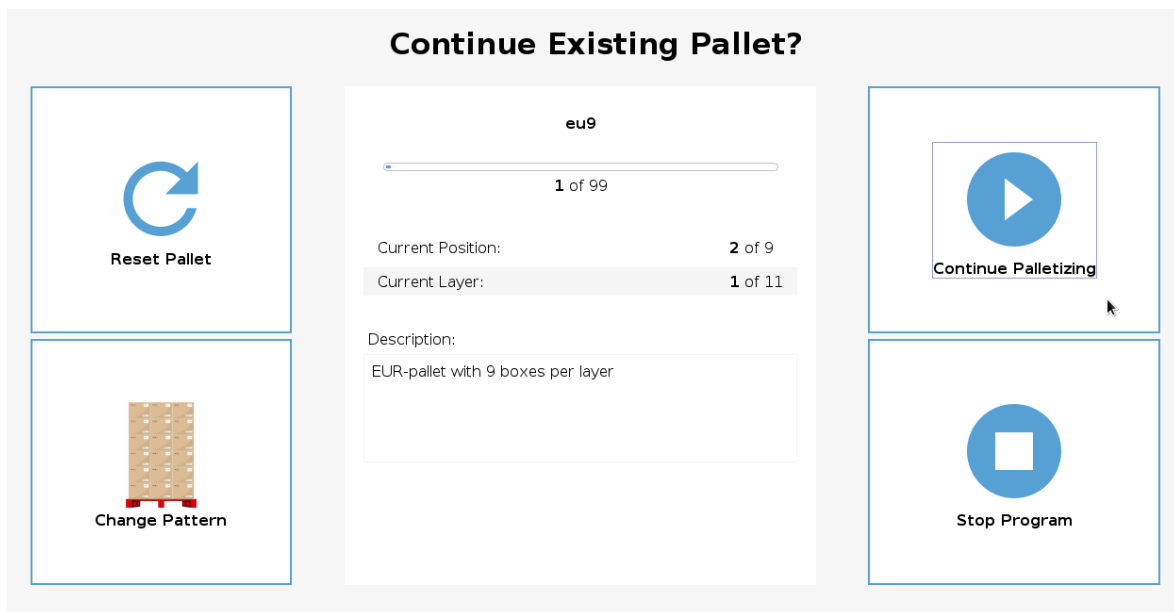 Continue Existing Pallet?
Reset Pallet
Change Pattern
eu9
1 of 99
Current Position: 2 of 9
Current Layer: 1 of 11
Description:
EUR-pallet with 9 boxes per layer
Continue Palletizing
Stop Program